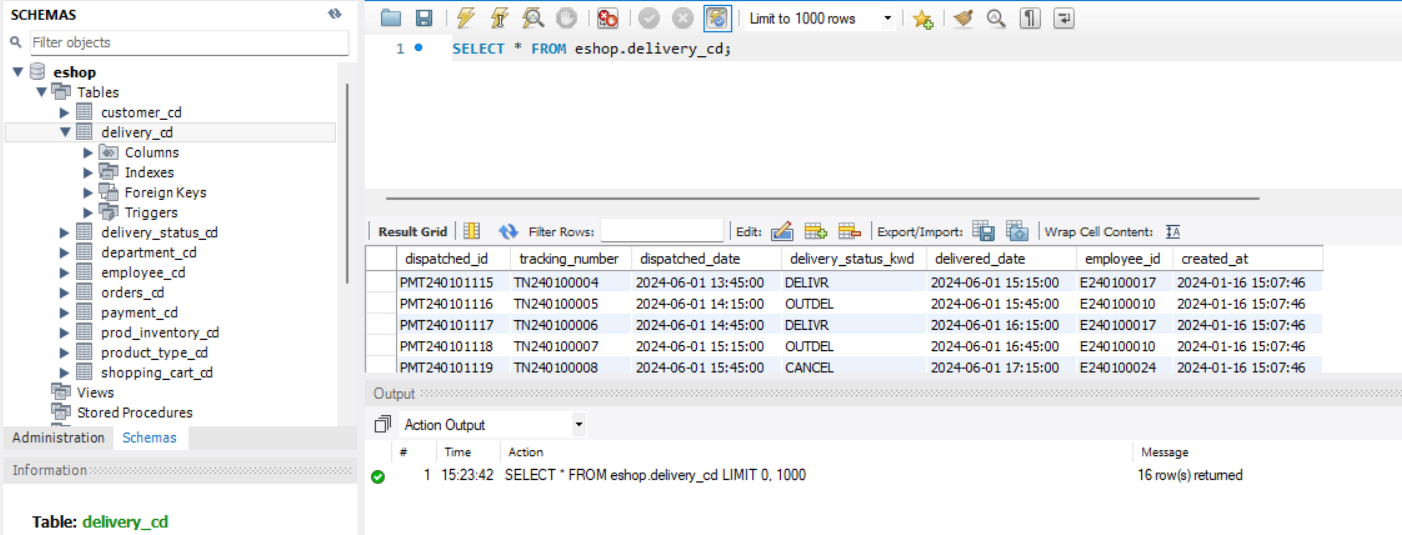 SCHEMAS
Filter objects
eshop
Tables
customer_cd
delivery_cd
Columns
Indexes
Foreign Keys
Triggers
delivery_status_cd
department_cd
employee_cd
orders_cd
payment_cd
prod_inventory_cd
product_type_cd
shopping_cart_cd
Views
Stored Procedures
Administration Schemas
Information
Table: delivery_cd
Limit to 1000 rows
1 SELECT * FROM eshop.delivery_cd;
Result Grid Filter Rows: Edit: Export/Import: Wrap Cell Content:
dispatched_id tracking_number dispatched_date delivery_status_kwd delivered_date employee_id created_at
PMT240101115 TN240100004 2024-06-01 13:45:00 DELIVR 2024-06-01 15:15:00 E240100017 2024-01-16 15:07:46
PMT240101116 TN240100005 2024-06-01 14:15:00 OUTDEL 2024-06-01 15:45:00 E240100010 2024-01-16 15:07:46
PMT240101117 TN240100006 2024-06-01 14:45:00 DELIVR 2024-06-01 16:15:00 E240100017 2024-01-16 15:07:46
PMT240101118 TN240100007 2024-06-01 15:15:00 OUTDEL 2024-06-01 16:45:00 E240100010 2024-01-16 15:07:46
PMT240101119 TN240100008 2024-06-01 15:45:00 CANCEL 2024-06-01 17:15:00 E240100024 2024-01-16 15:07:46
Output
Action Output
# Time Action Message
1 15:23:42 SELECT * FROM eshop.delivery_cd LIMIT 0, 1000 16 row(s) returned